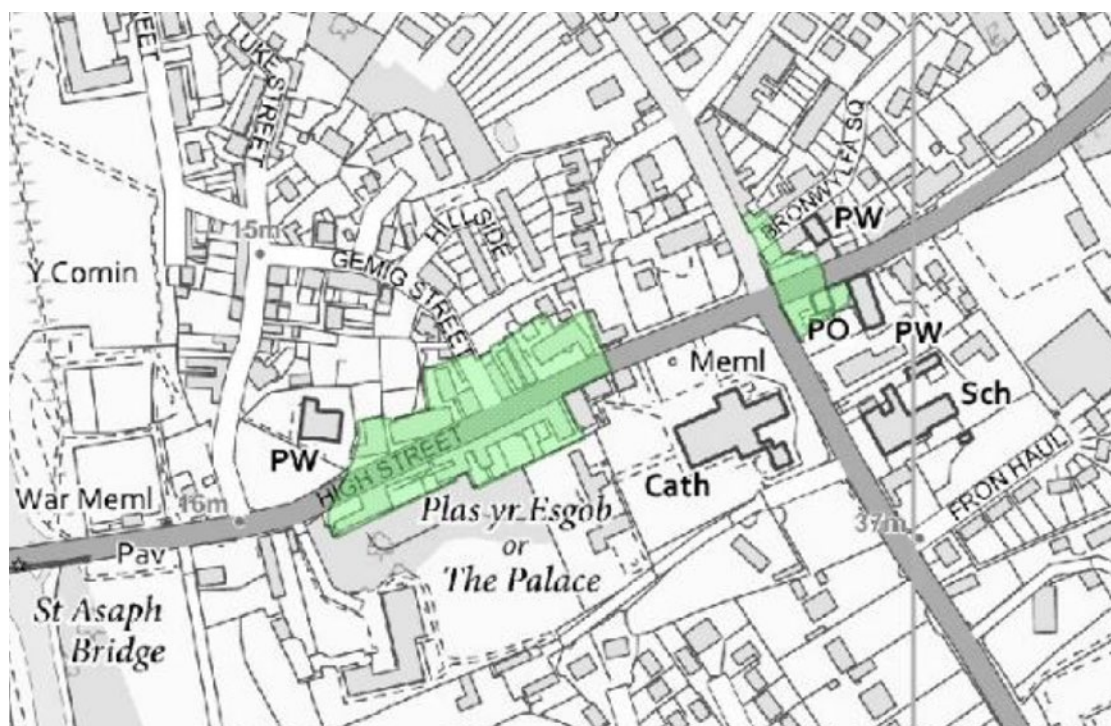 LUKE STREET
BRONWYLFA SQ
PW
15m
HILLSIDE
GEMIG STREET
Y Comin
PO
PW
Meml
Sch
HIGH STREET
PW
Cath
FRON HAUL
War Meml
16m
Plas yr Esgob
or
The Palace
37m
Pav
St Asaph
Bridge